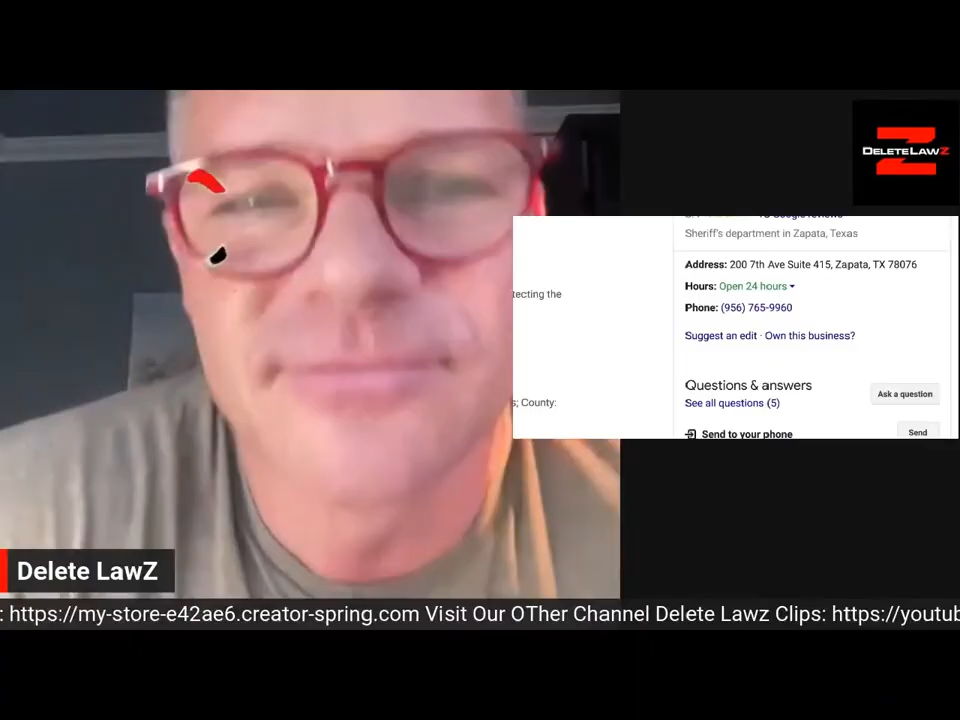 DELETELAWZ
Sheriff's department in Zapata, Texas
Address: 200 7th Ave Suite 415, Zapata, TX 78076
Hours: Open 24 hours
tecting the
Phone: (956) 765-9960
Suggest an edit · Own this business?
Questions & answers
Ask a question
See all questions (5)
s; County:
Send to your phone
Send
Delete LawZ
: https://my-store-e42ae6.creator-spring.com Visit Our OTher Channel Delete Lawz Clips: https://youtub